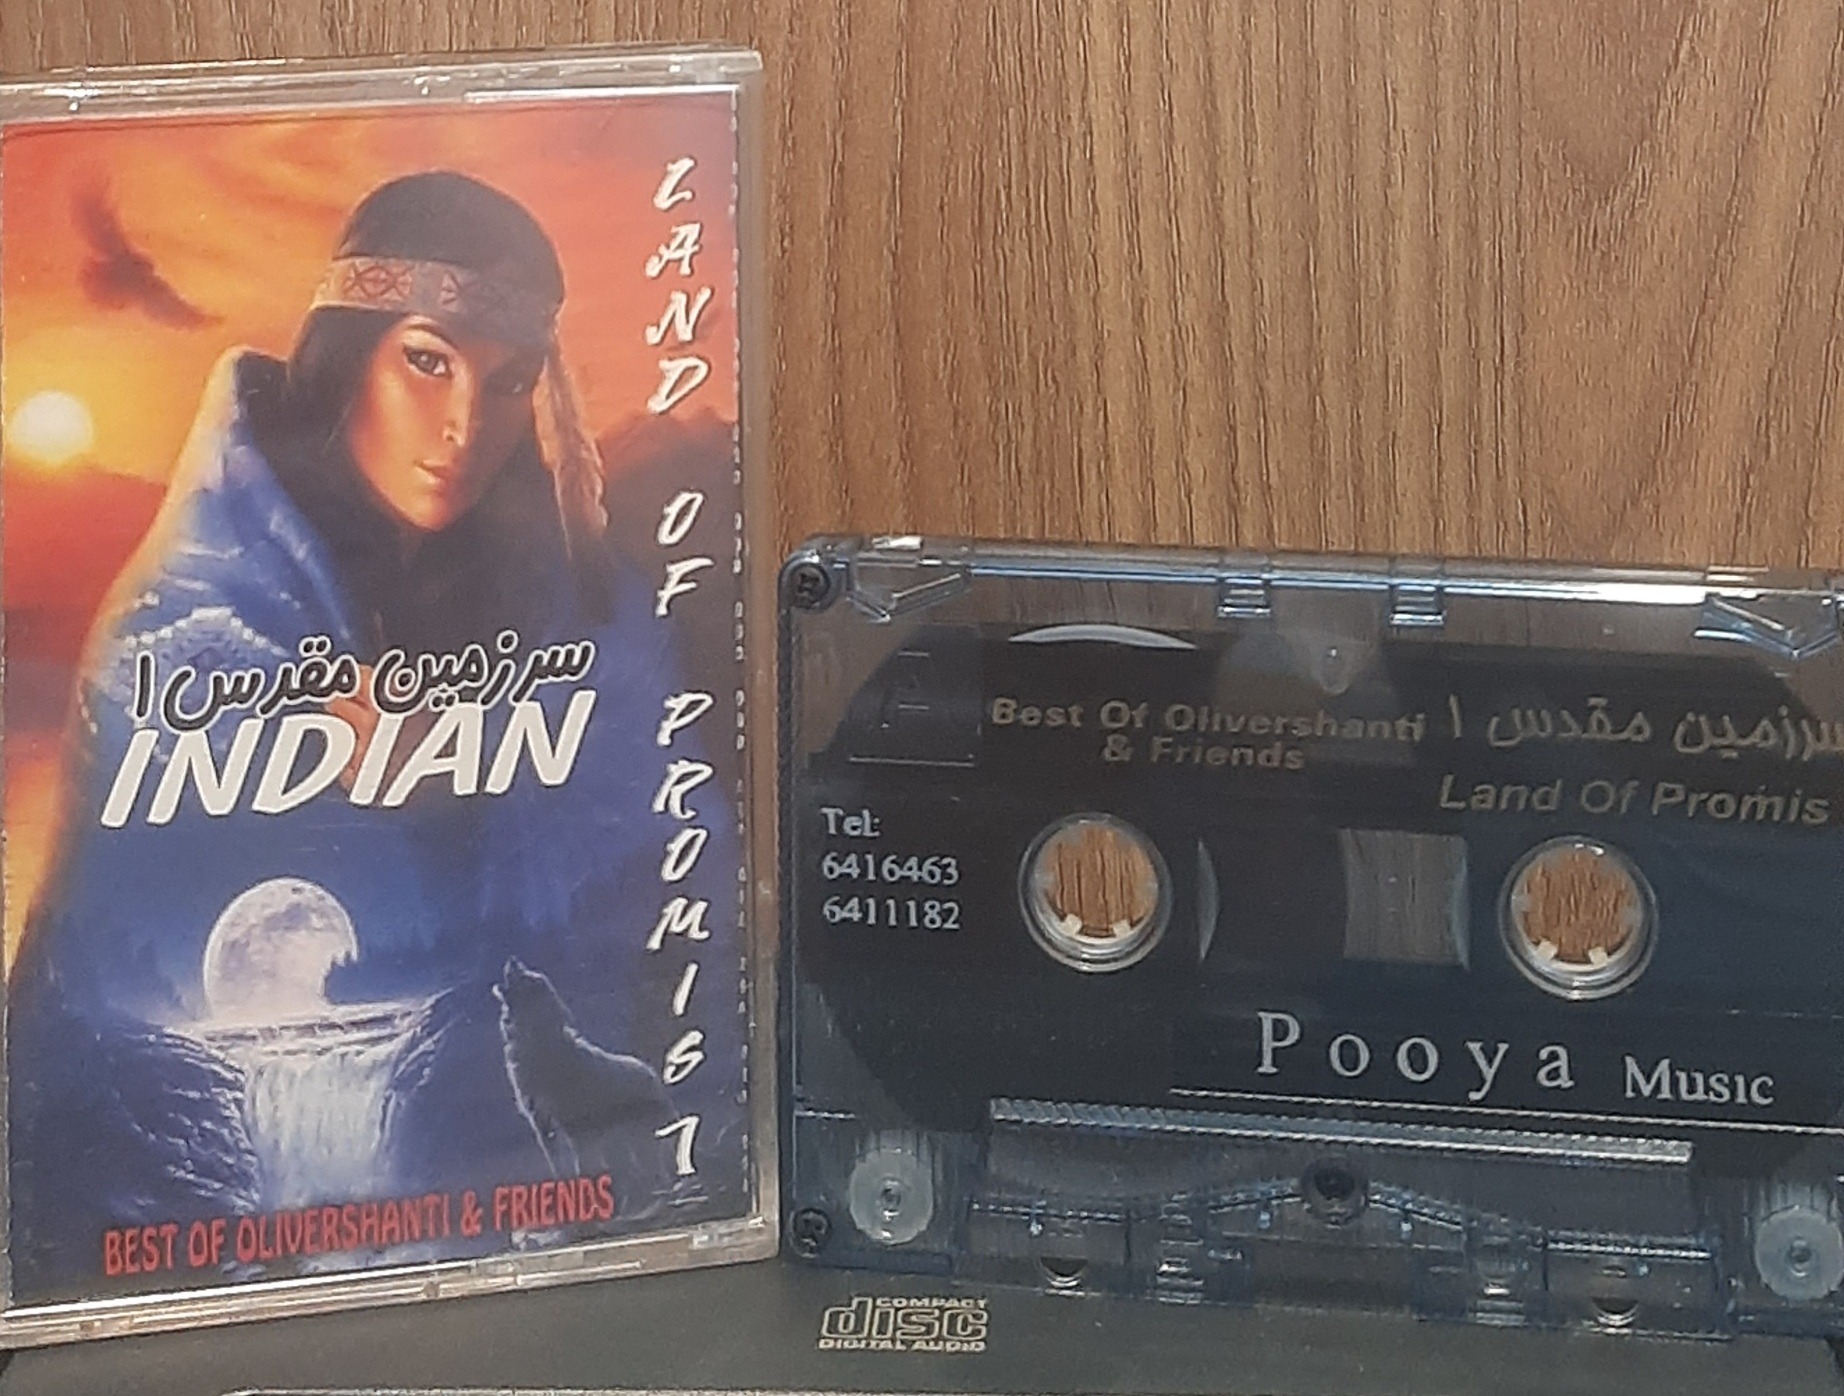 LAND OF PROMIS 1
سرزمین مقدس ۱
INDIAN
BEST OF OLIVERSHANTI & FRIENDS
Best Of Olivershanti
& Friends
سرزمین مقدس ۱
Land Of Promis
Tel:
6416463
6411182
Pooya Music
COMPACT
disc
DIGITAL AUDIO